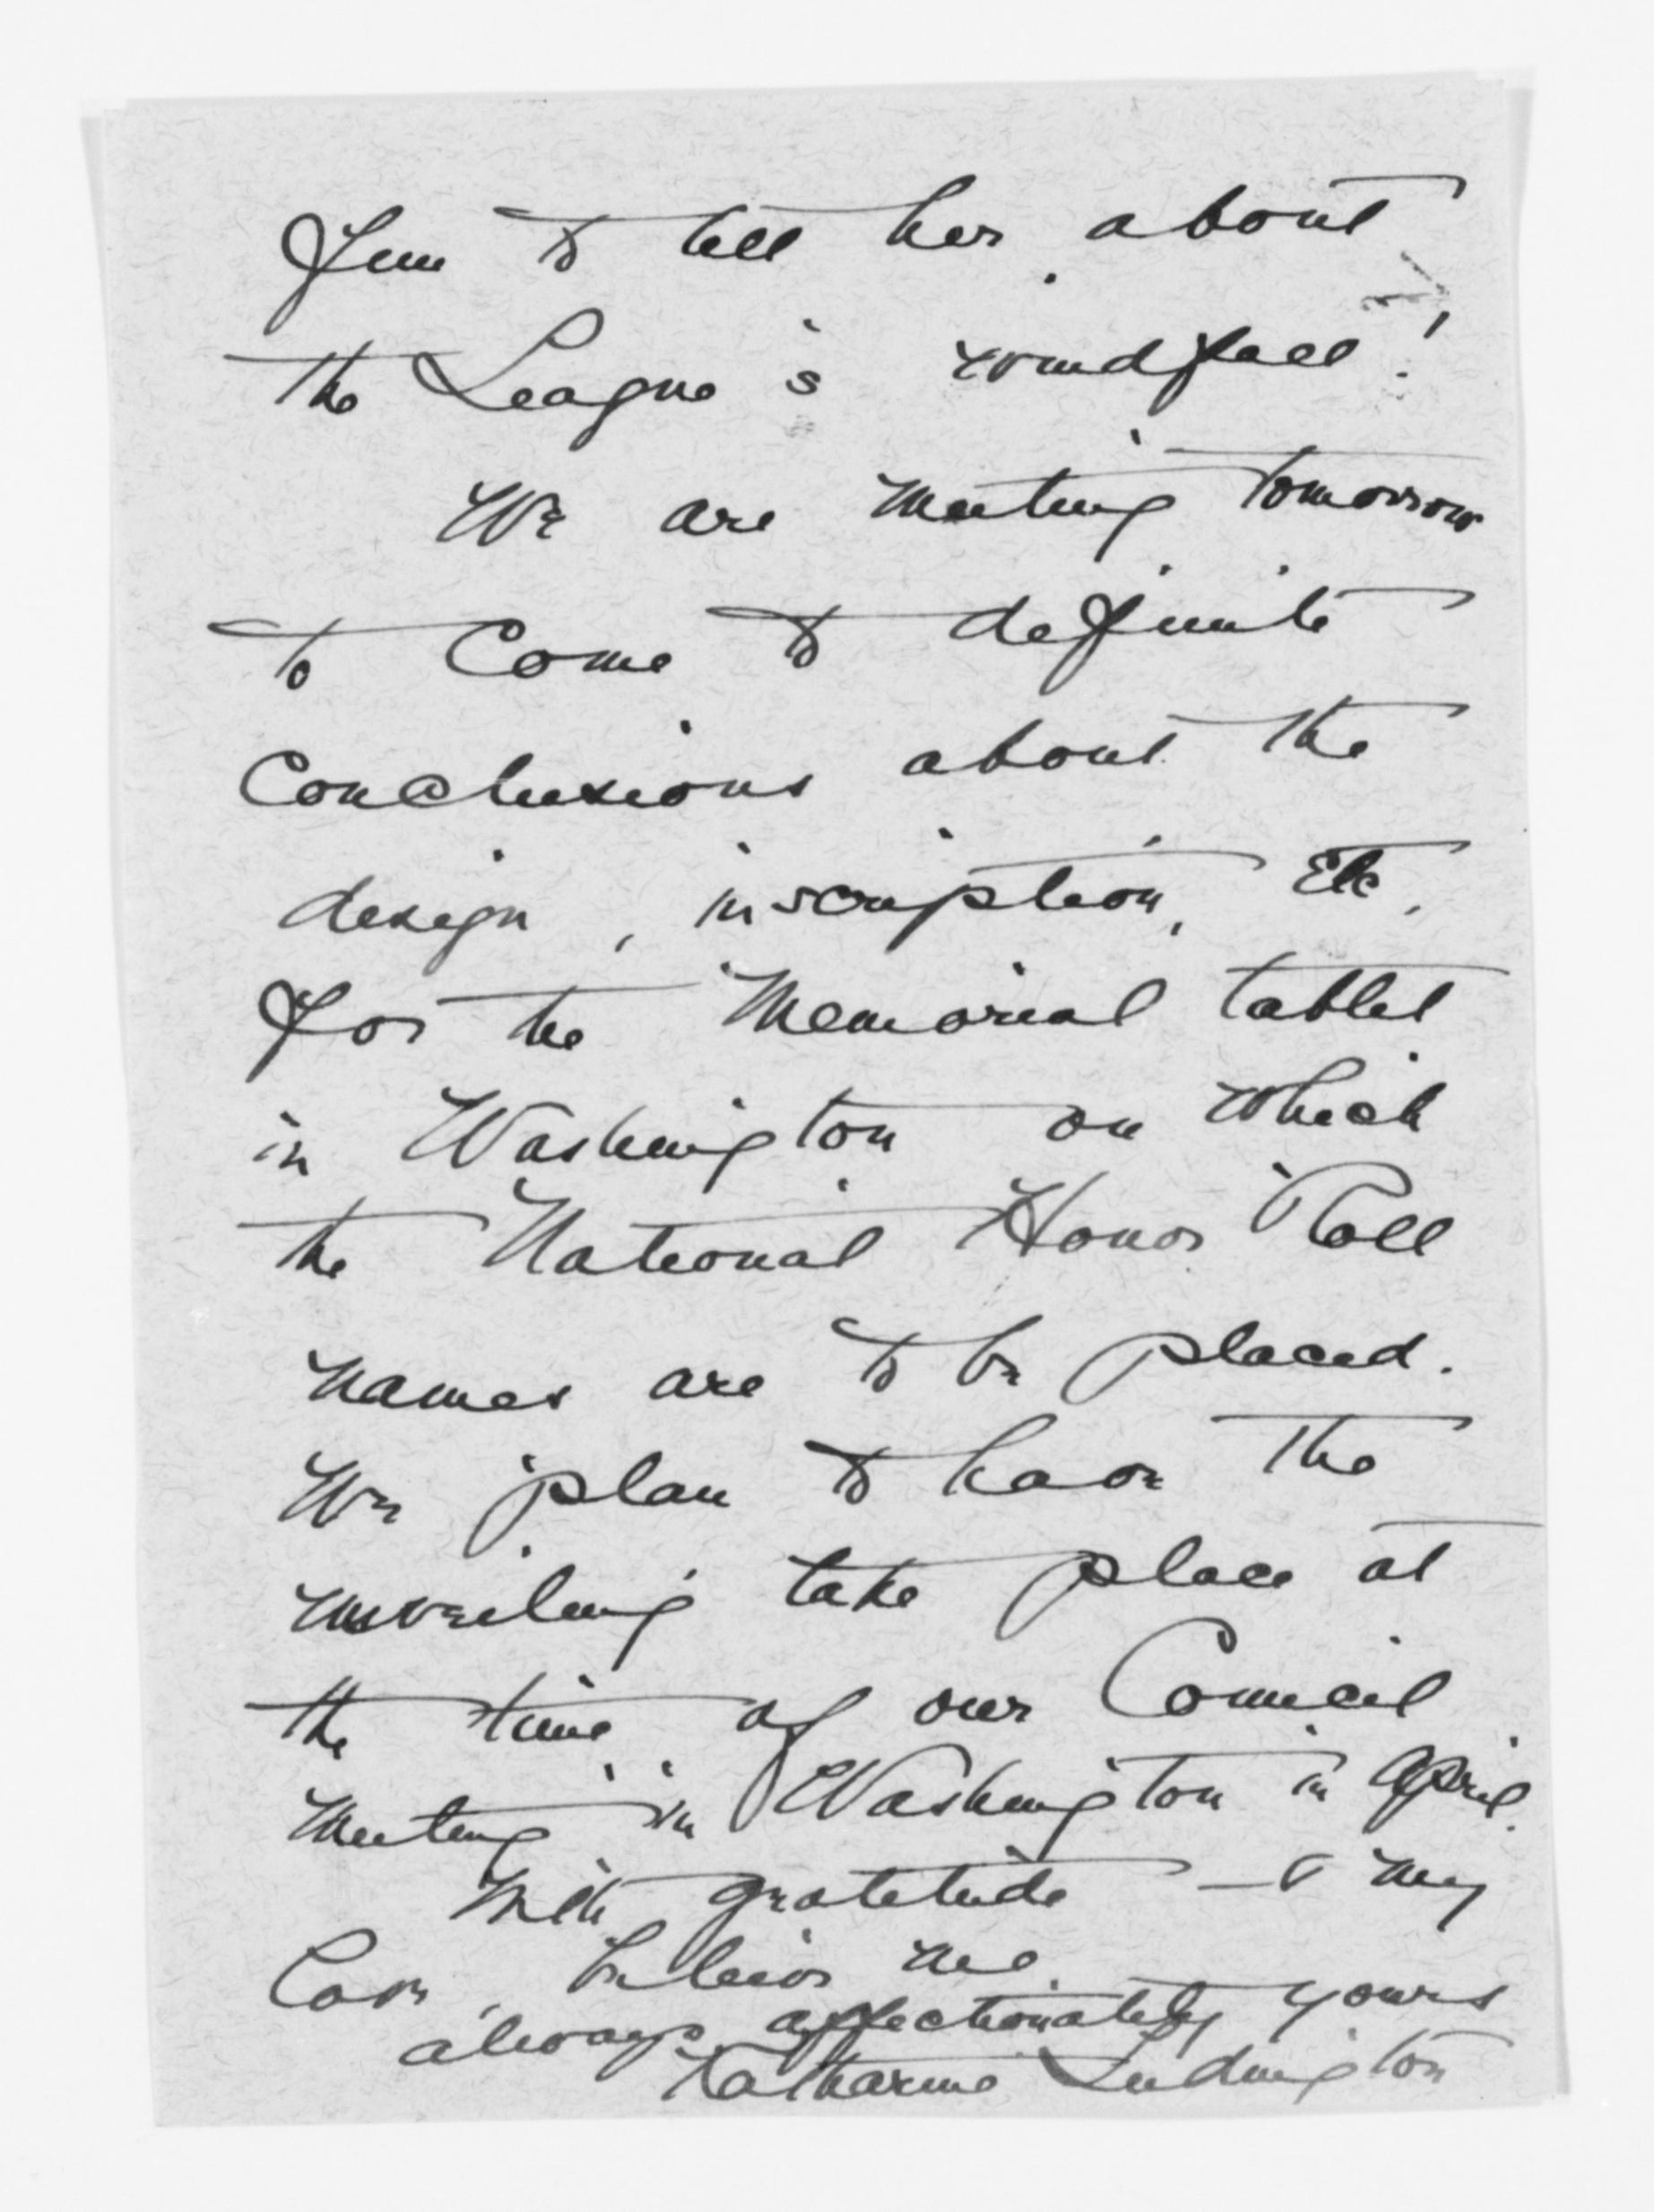 fun to tell her about
the League's windfall!
We are meeting tomorrow
to come to definite
conclusions about the
design, inscription, etc.
for the Memorial tablet
in Washington on which
the National Honor Roll
names are to be placed.
We plan to have the
unveiling take place at
the time of our Council
meeting in Washington in April.
With gratitude — & my
love, believe me
always affectionately yours
Katharine Ludington